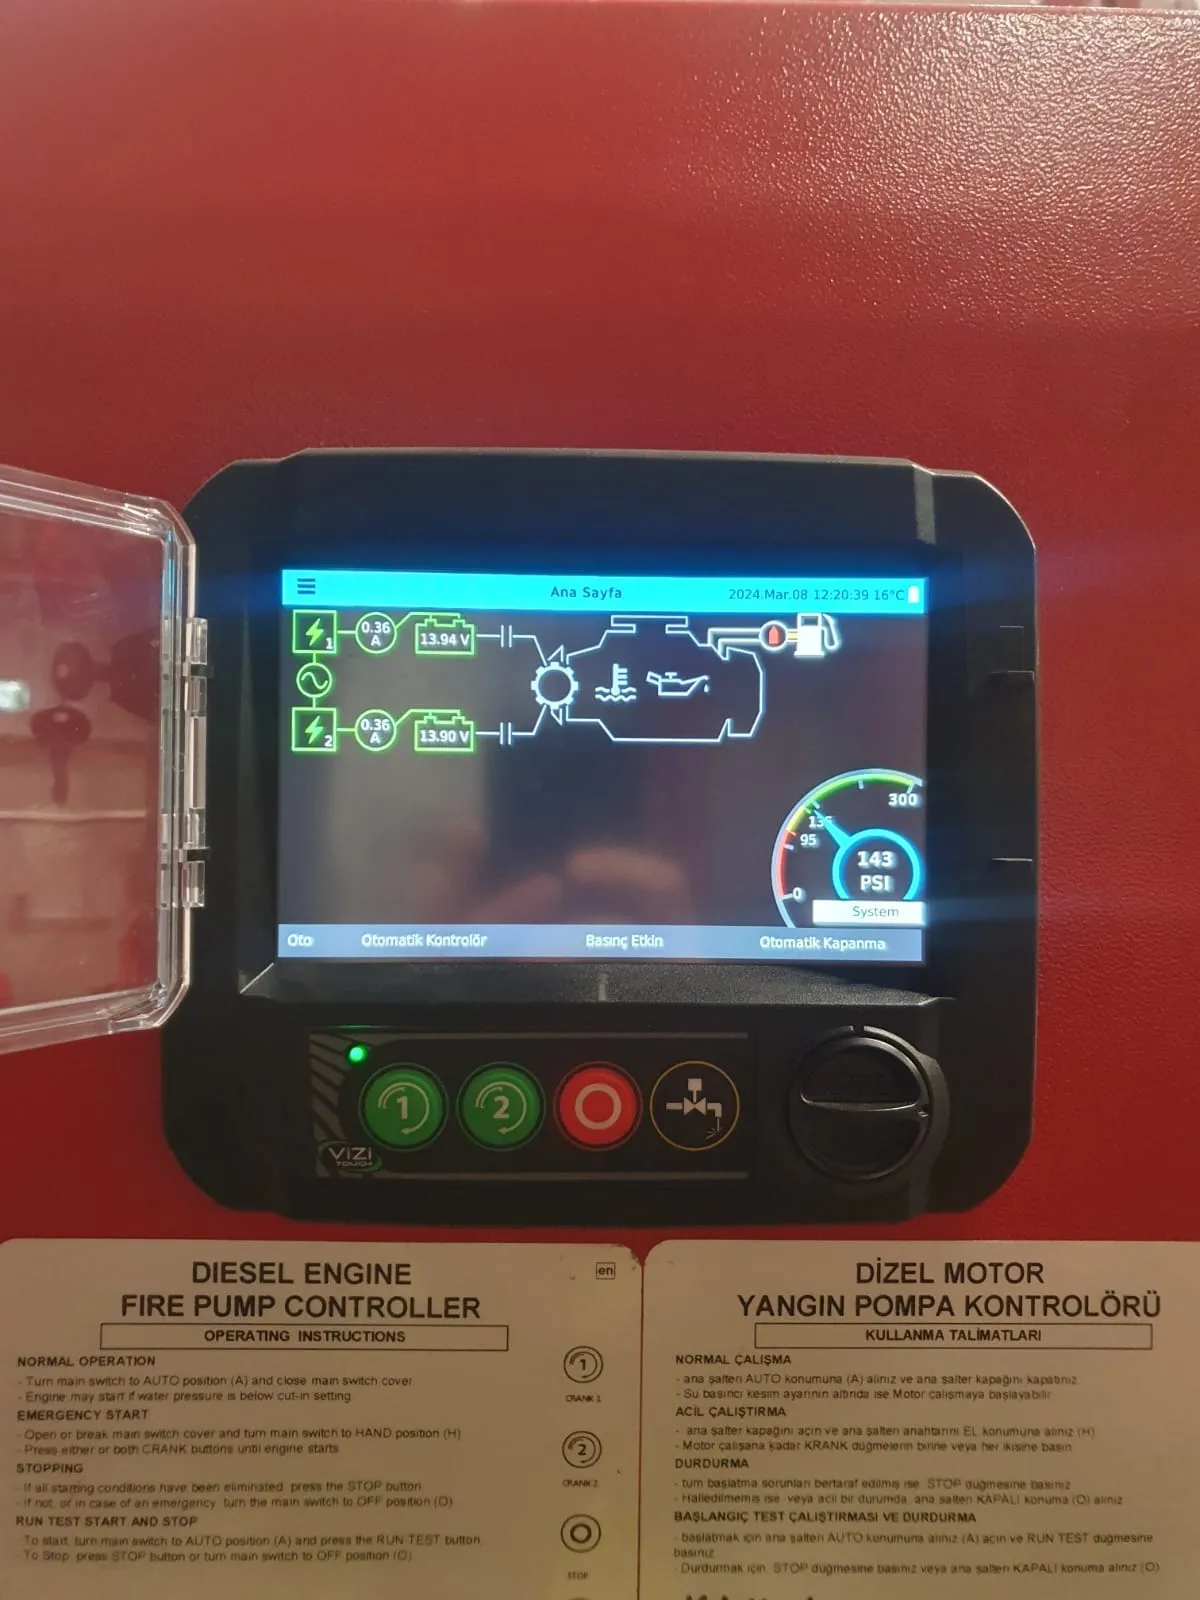 Ana Sayfa
2024.Mar.08 12:20:39 16°C
1
0.36
A
13.94 V
2
0.36
A
13.90 V
300
135
95
0
143
PSI
System
Oto Otomatik Kontrolör Basınç Etkin Otomatik Kapanma
1 2
ViZi
TOUCH
DIESEL ENGINE
FIRE PUMP CONTROLLER
en
OPERATING INSTRUCTIONS
NORMAL OPERATION
- Turn main switch to AUTO position (A) and close main switch cover
- Engine may start if water pressure is below cut-in setting
EMERGENCY START
- Open or break main switch cover and turn main switch to HAND position (H)
- Press either or both CRANK buttons until engine starts
STOPPING
- If all starting conditions have been eliminated, press the STOP button
- If not, or in case of an emergency, turn the main switch to OFF position (O)
RUN TEST START AND STOP
- To start, turn main switch to AUTO position (A) and press the RUN TEST button
- To Stop, press STOP button or turn main switch to OFF position (O)
1
CRANK 1
2
CRANK 2
STOP
DİZEL MOTOR
YANGIN POMPA KONTROLÖRÜ
KULLANMA TALİMATLARI
NORMAL ÇALIŞMA
- ana şalteri AUTO konumuna (A) alınız ve ana şalter kapağını kapatınız
- Su basıncı kesim ayarının altında ise Motor çalışmaya başlayabilir
ACİL ÇALIŞTIRMA
- ana şalter kapağını açın ve ana şalteri anahtarını EL konumuna alınız (H)
- Motor çalışana kadar KRANK düğmelerin birine veya her ikisine basın
DURDURMA
- tüm başlatma sorunları bertaraf edilmiş ise, STOP düğmesine basınız
- Halledilmemiş ise, veya acil bir durumda, ana şalteri KAPALI konuma (O) alınız
BAŞLANGIÇ TEST ÇALIŞTIRMASI VE DURDURMA
- başlatmak için ana şalteri AUTO konumuna alınız (A) açın ve RUN TEST düğmesine
basınız
- Durdurmak için, STOP düğmesine basınız veya ana şalteri KAPALI konuma alınız (O)